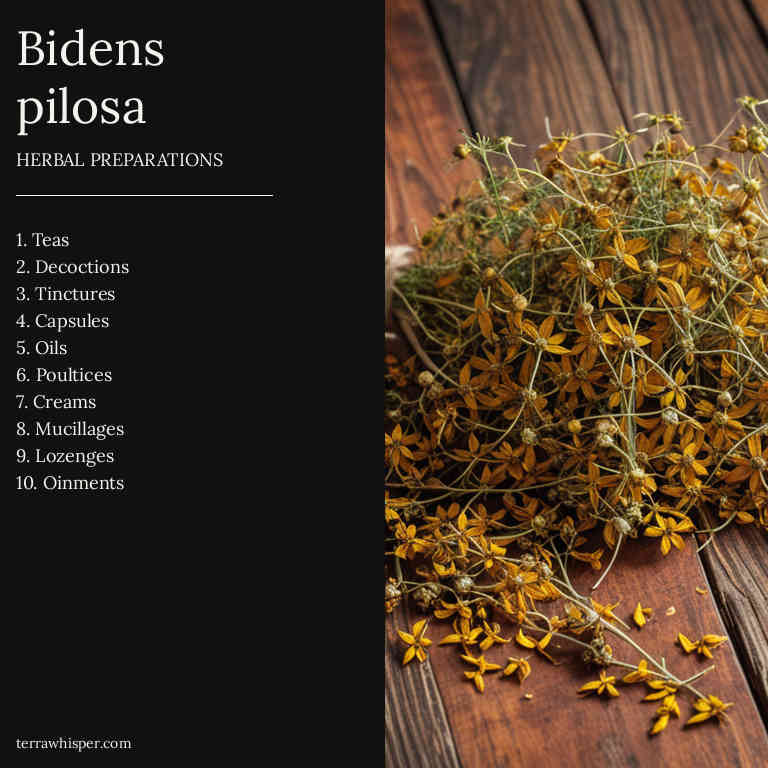 Bidens
pilosa
HERBAL PREPARATIONS
1. Teas
2. Decoctions
3. Tinctures
4. Capsules
5. Oils
6. Poultices
7. Creams
8. Mucillages
9. Lozenges
10. Oinments
terrawhisper.com